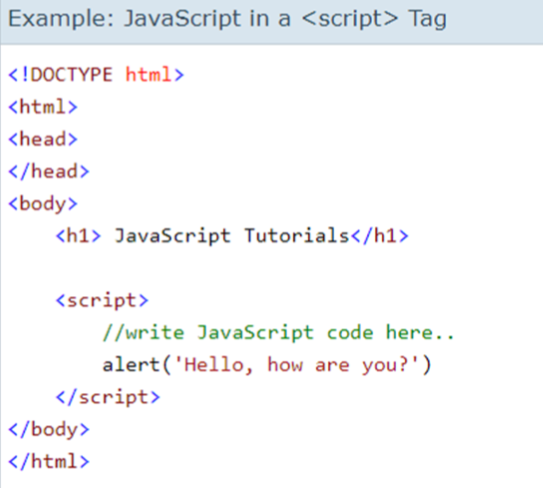 Example: JavaScript in a <script> Tag
<!DOCTYPE html>
<html>
<head>
</head>
<body>
<h1> JavaScript Tutorials</h1>
<script>
//write JavaScript code here..
alert('Hello, how are you?')
</script>
</body>
</html>